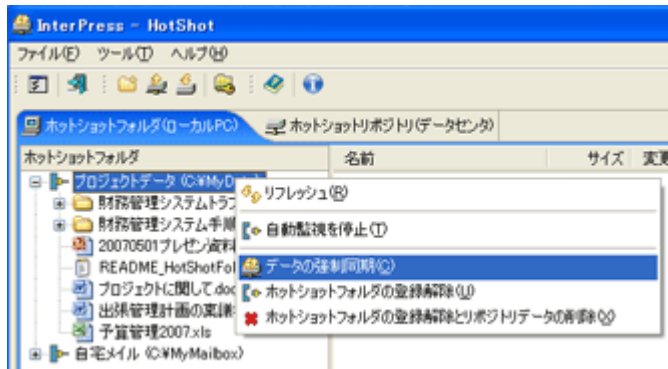 InterPress - HotShot
ファイル(F) ツール(T) ヘルプ(H)
ホットショットフォルダ(ローカルPC) ホットショットリポジトリ(データセンタ)
ホットショットフォルダ 名前 サイズ 変更
プロジェクトデータ (C:¥MyD
リフレッシュ(R)
財務管理システムトラブ
自動監視を停止(T)
財務管理システム手順
20070501プレゼン資料
データの強制同期(C)
README_HotShotFol
ホットショットフォルダの登録解除(U)
プロジェクトに関して.doc
ホットショットフォルダの登録解除とリポジトリデータの削除(X)
出張管理計画の稟議
予算管理2007.xls
自宅メイル (C:¥MyMailbox)